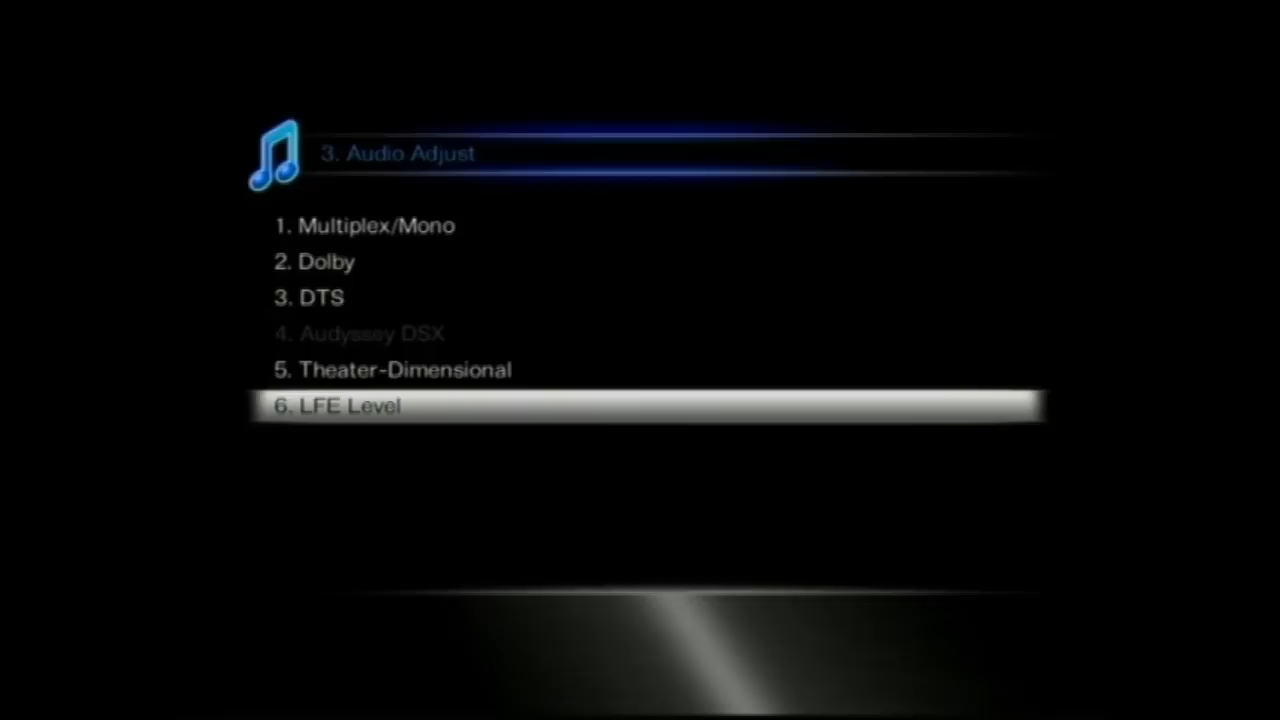 3. Audio Adjust
1. Multiplex/Mono
2. Dolby
3. DTS
4. Audyssey DSX
5. Theater-Dimensional
6. LFE Level